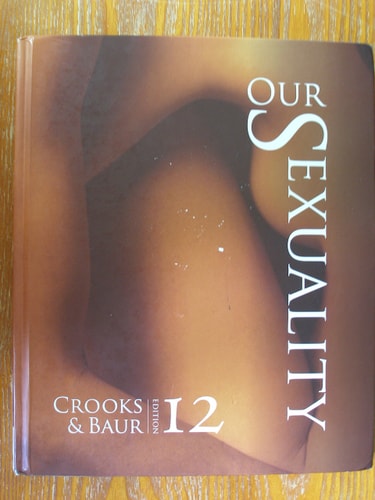 OUR
SEXUALITY
CROOKS
& BAUR
EDITION
12